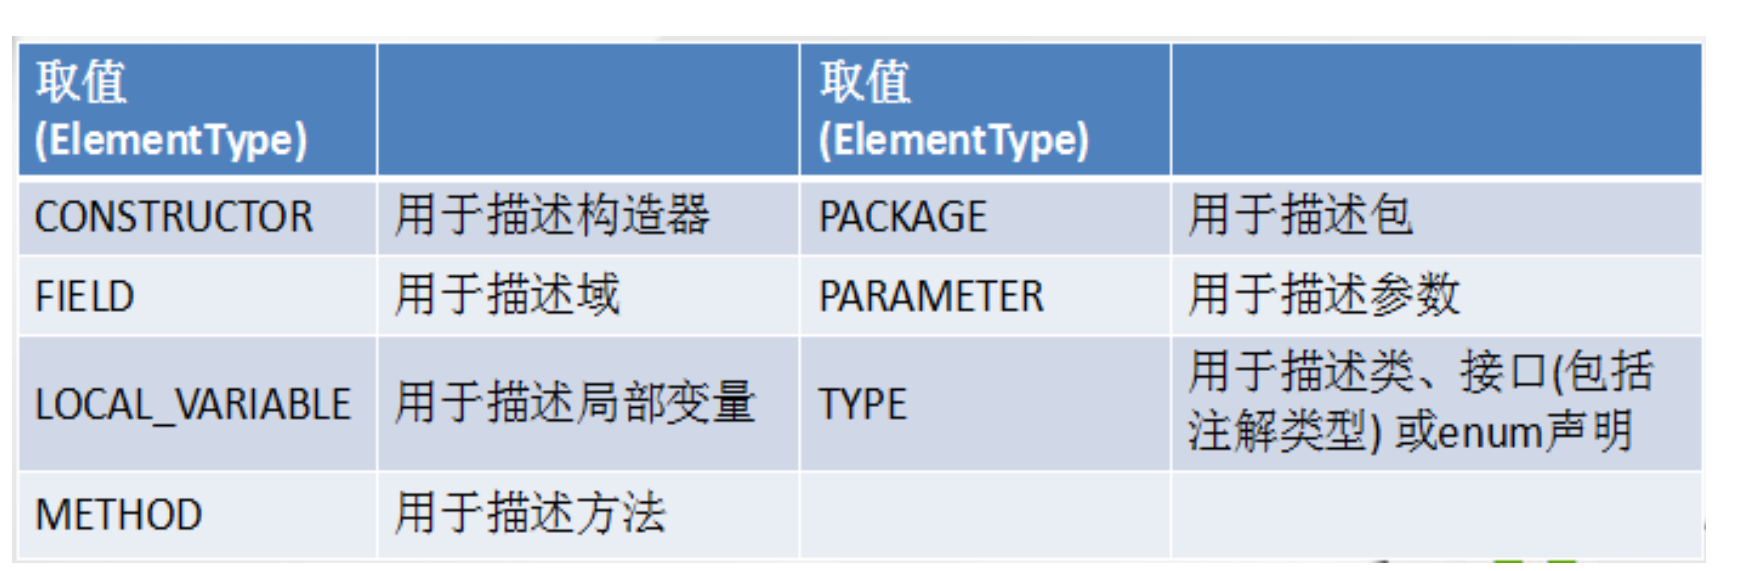 取值
(ElementType)
取值
(ElementType)
CONSTRUCTOR
用于描述构造器
PACKAGE
用于描述包
FIELD
用于描述域
PARAMETER
用于描述参数
LOCAL_VARIABLE
用于描述局部变量
TYPE
用于描述类、接口(包括
注解类型) 或enum声明
METHOD
用于描述方法